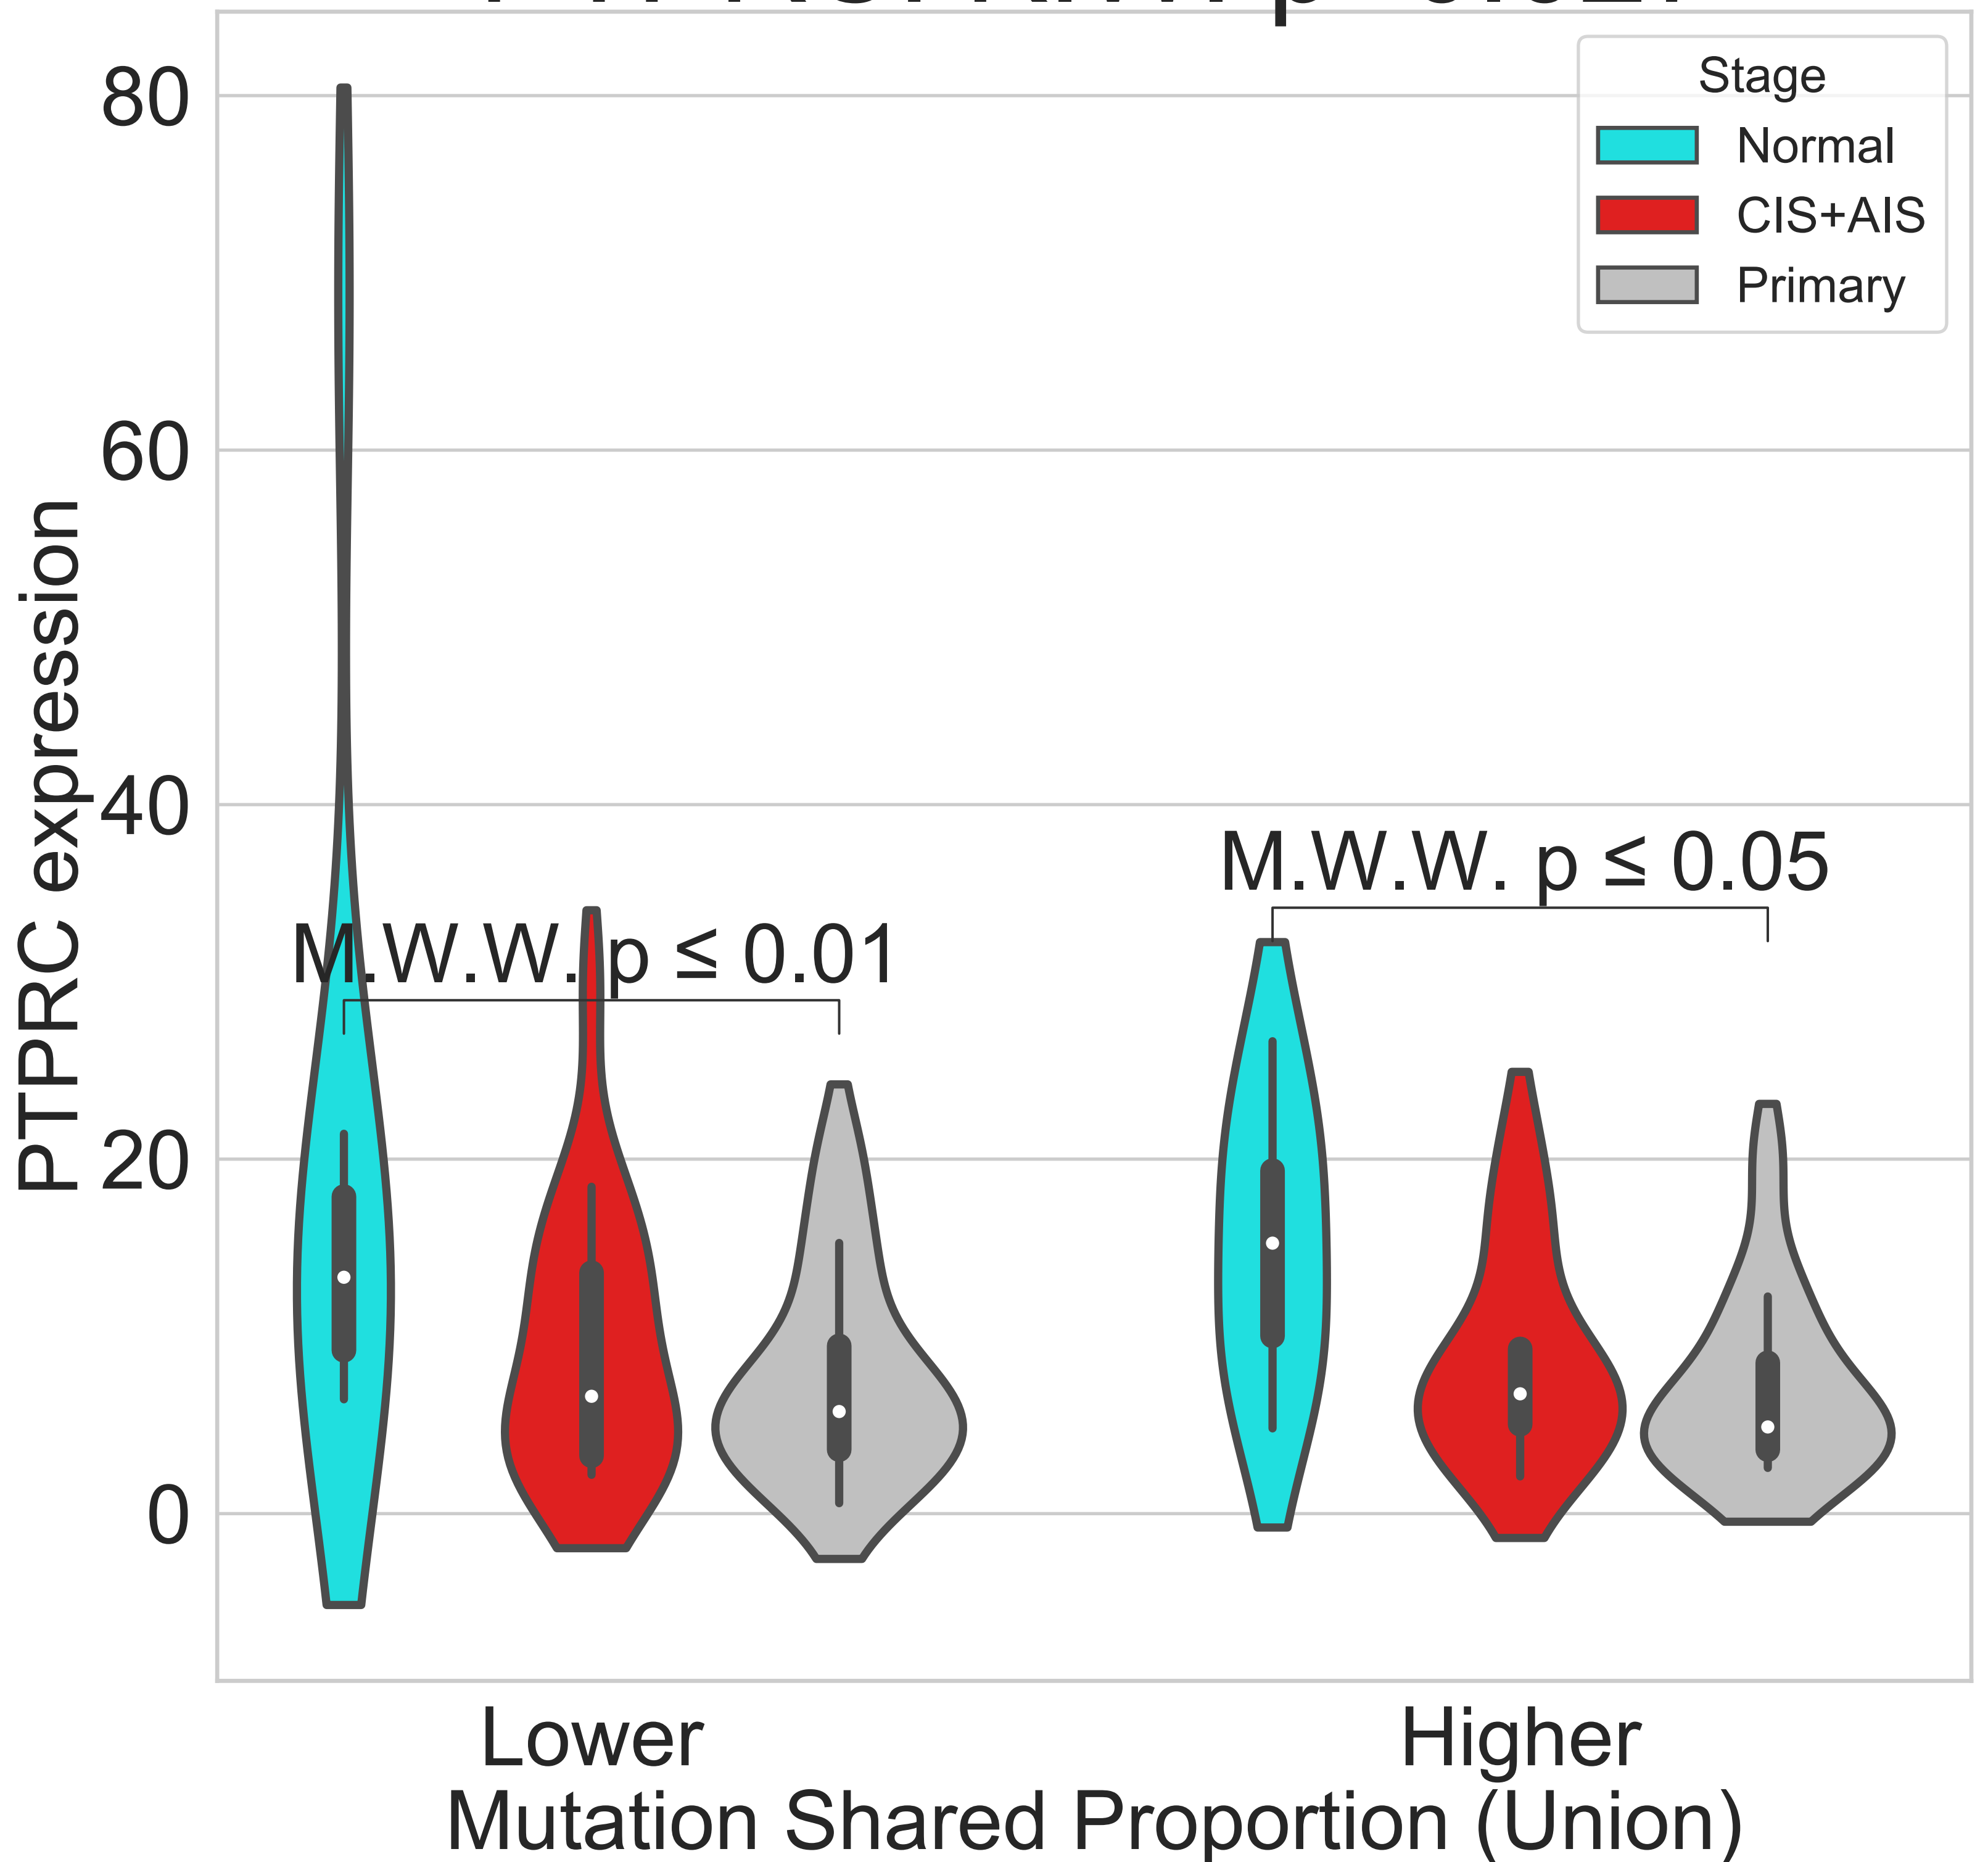 Stage
Normal
CIS+AIS
Primary
80
60
40
20
0
PTPRC expression
M.W.W. p ≤ 0.01
M.W.W. p ≤ 0.05
Lower
Higher
Mutation Shared Proportion (Union)